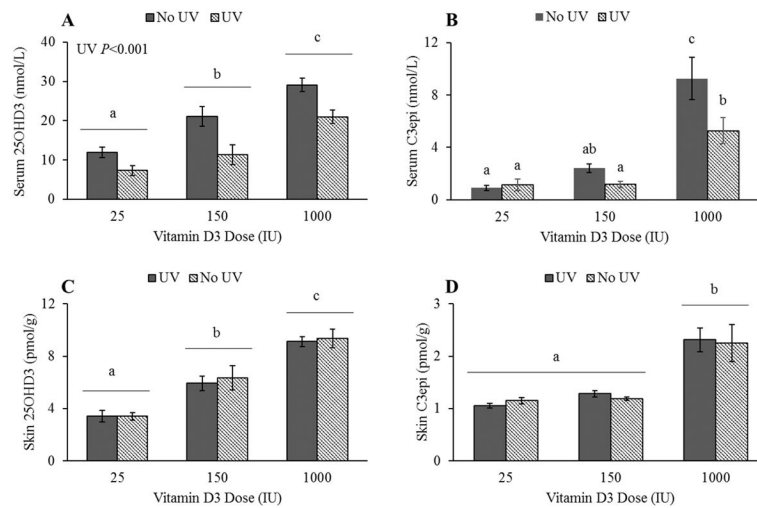 A
No UV UV
UV P<0.001
Serum 25OHD3 (nmol/L)
40
30
20
10
0
a
b
c
25 150 1000
Vitamin D3 Dose (IU)
B
No UV UV
Serum C3epi (nmol/L)
12
8
4
0
a a
ab a
c
b
25 150 1000
Vitamin D3 Dose (IU)
C
UV No UV
Skin 25OHD3 (pmol/g)
12
8
4
0
a
b
c
25 150 1000
Vitamin D3 Dose (IU)
D
UV No UV
Skin C3epi (pmol/g)
3
2
1
0
a
b
25 150 1000
Vitamin D3 Dose (IU)